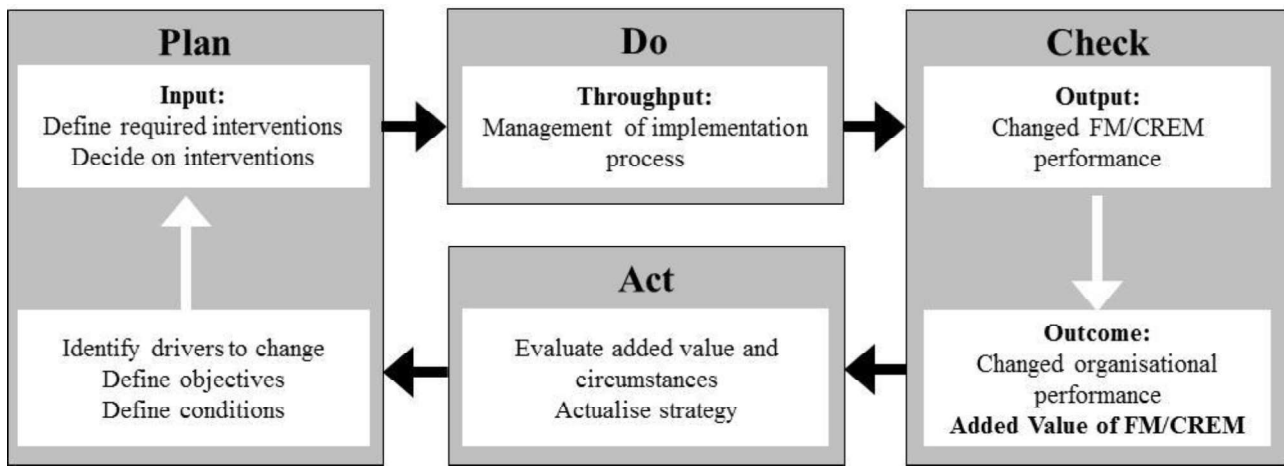 Plan
Input:
Define required interventions
Decide on interventions
Identify drivers to change
Define objectives
Define conditions
Do
Throughput:
Management of implementation
process
Check
Output:
Changed FM/CREM
performance
Outcome:
Changed organisational
performance
Added Value of FM/CREM
Act
Evaluate added value and
circumstances
Actualise strategy